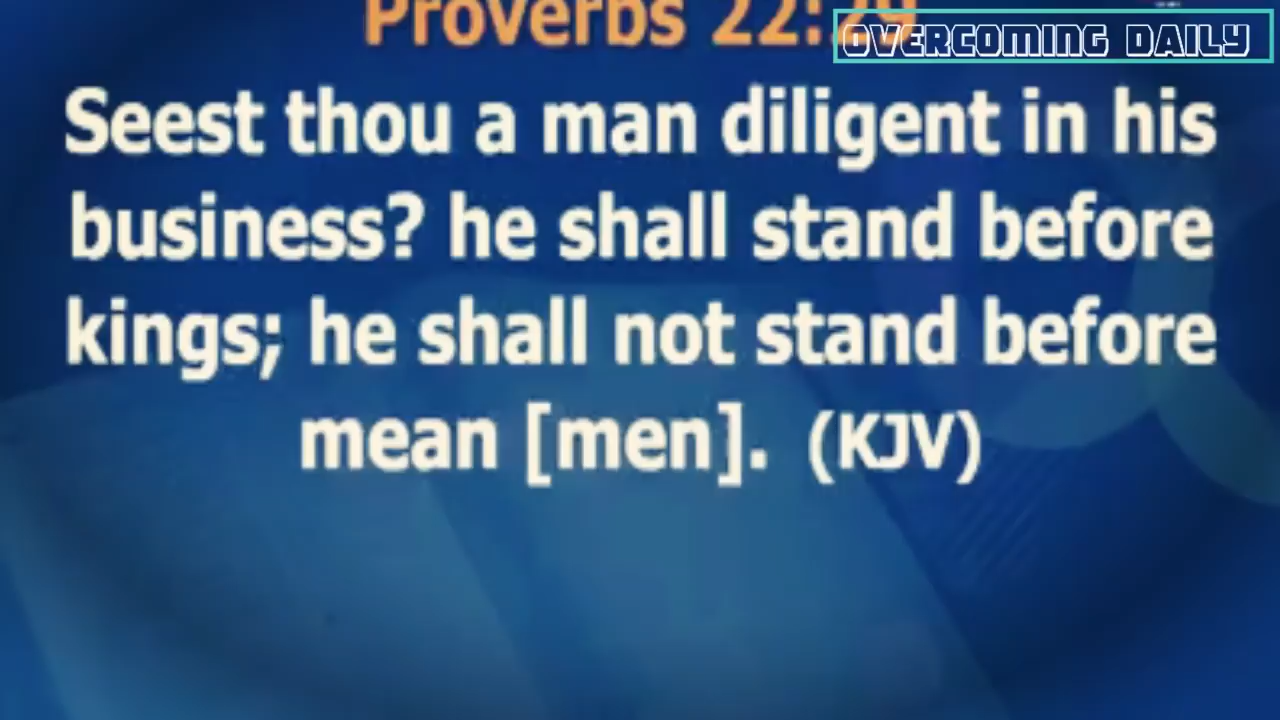 Proverbs 22:29
OVERCOMING DAILY
Seest thou a man diligent in his
business? he shall stand before
kings; he shall not stand before
mean [men]. (KJV)